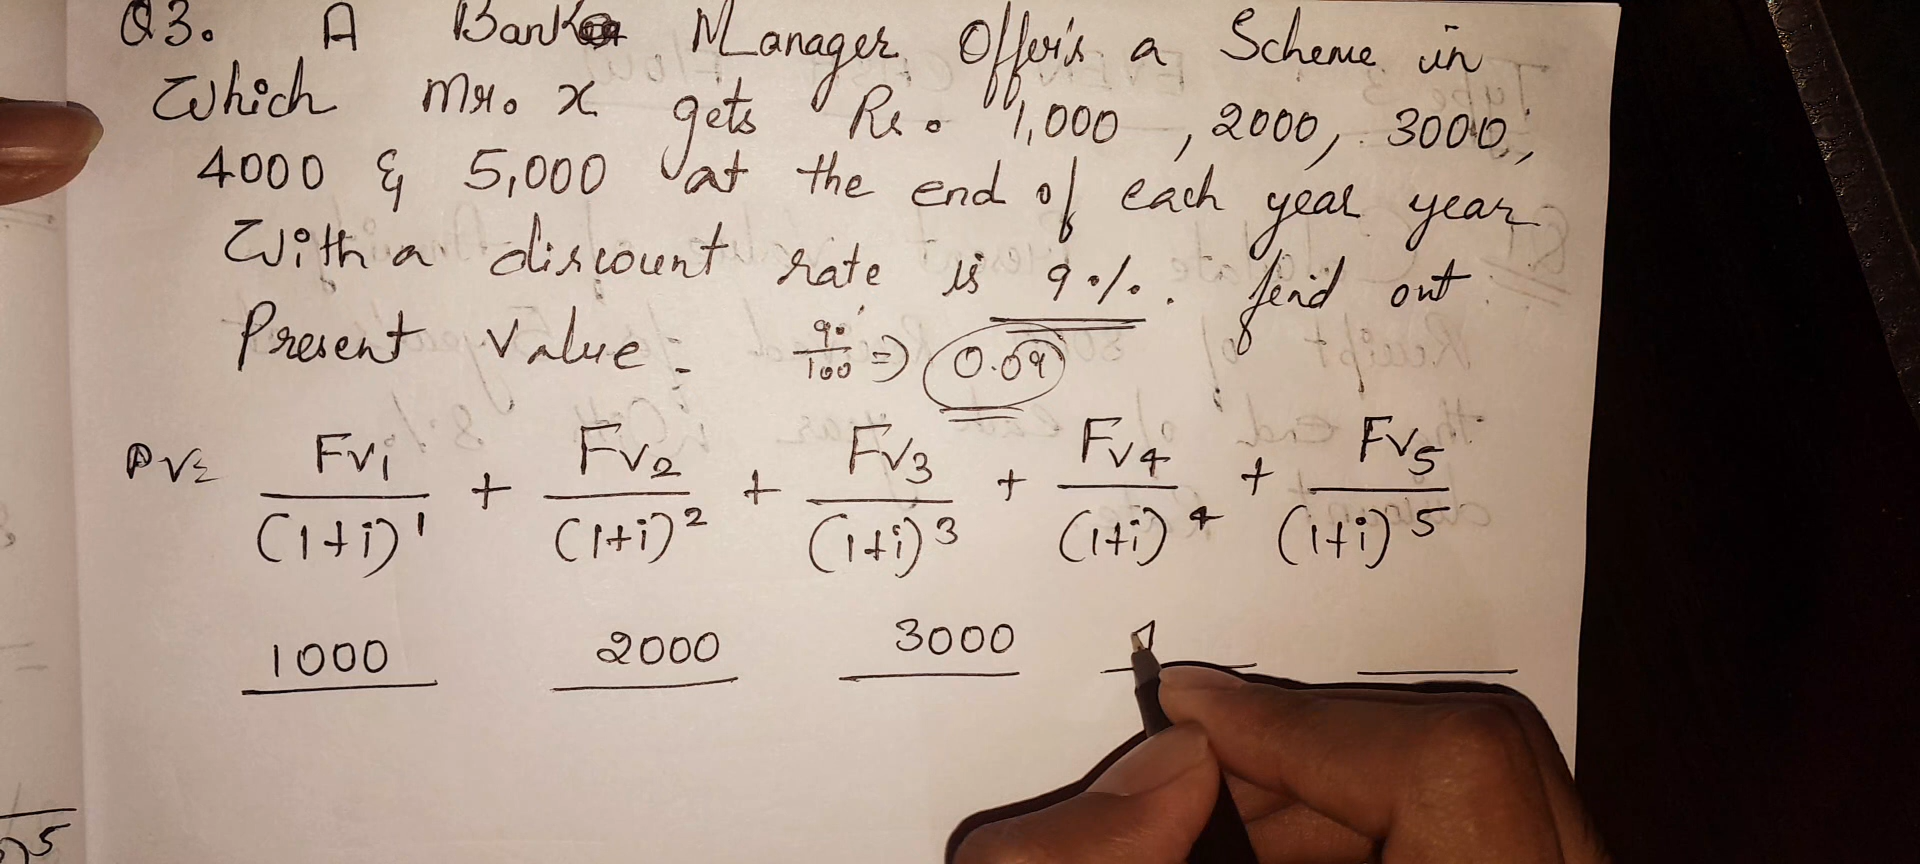 Q3. A Bank Manager Offer's a Scheme in
Which Mr. x gets Rs. 1,000, 2000, 3000,
4000 & 5,000 at the end of each year year
With a discount rate is 9%. find out
Present Value. 9/100 => 0.09
PV= FV1/(1+i)^1 + FV2/(1+i)^2 + FV3/(1+i)^3 + FV4/(1+i)^4 + FV5/(1+i)^5
1000 2000 3000